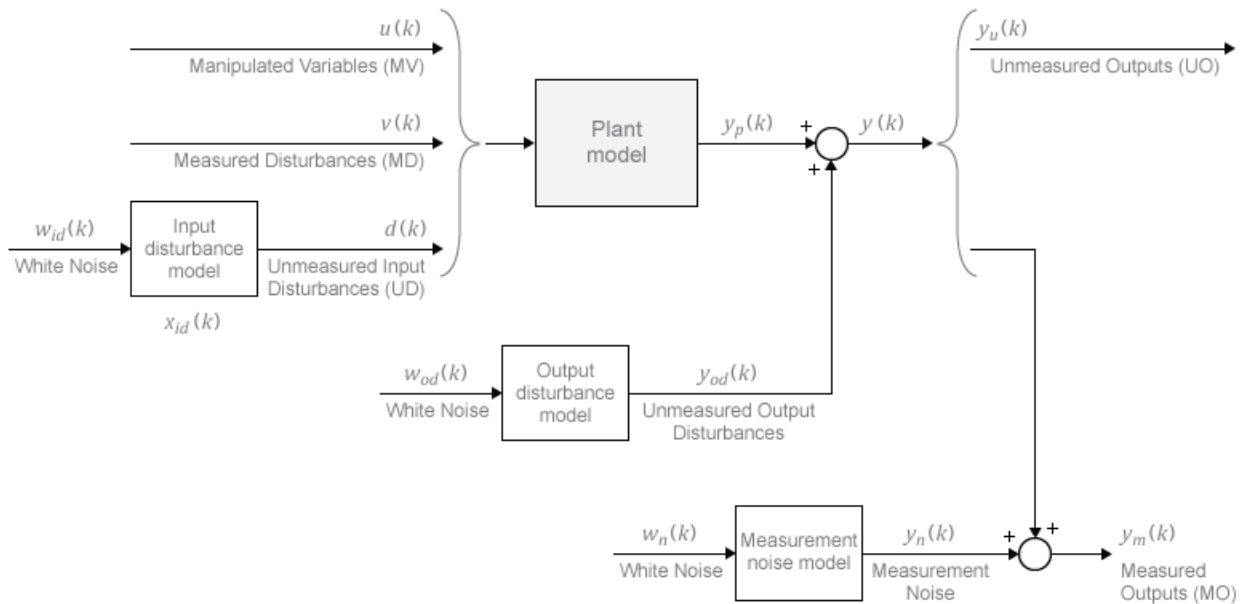 u(k)
Manipulated Variables (MV)
v(k)
Measured Disturbances (MD)
w_id(k)
White Noise
Input
disturbance
model
x_id(k)
d(k)
Unmeasured Input
Disturbances (UD)
Plant
model
y_p(k)
+
+
y(k)
y_u(k)
Unmeasured Outputs (UO)
w_od(k)
White Noise
Output
disturbance
model
y_od(k)
Unmeasured Output
Disturbances
w_n(k)
White Noise
Measurement
noise model
y_n(k)
Measurement
Noise
+
+
y_m(k)
Measured
Outputs (MO)